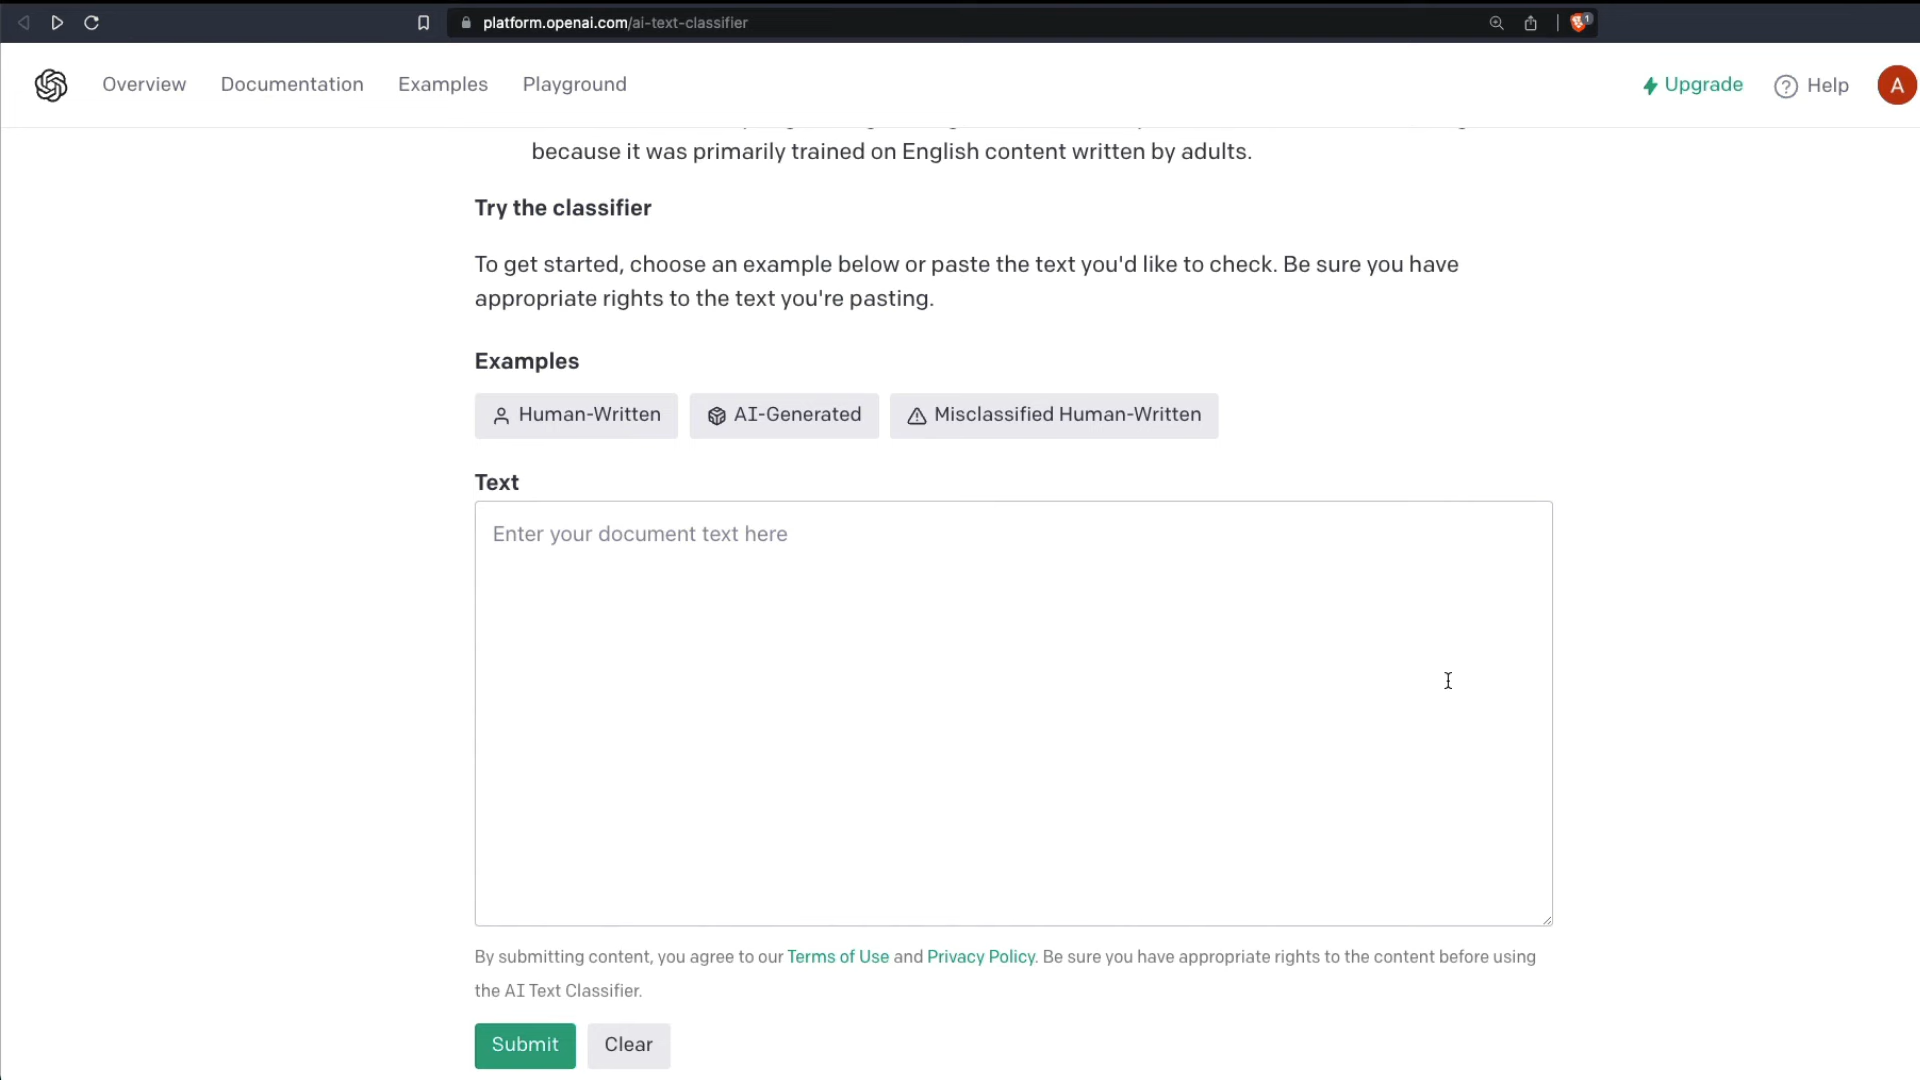 platform.openai.com/ai-text-classifier
1
Overview Documentation Examples Playground
Upgrade ? Help A
because it was primarily trained on English content written by adults.
Try the classifier
To get started, choose an example below or paste the text you'd like to check. Be sure you have
appropriate rights to the text you're pasting.
Examples
Human-Written AI-Generated Misclassified Human-Written
Text
Enter your document text here
By submitting content, you agree to our Terms of Use and Privacy Policy. Be sure you have appropriate rights to the content before using
the AI Text Classifier.
Submit Clear